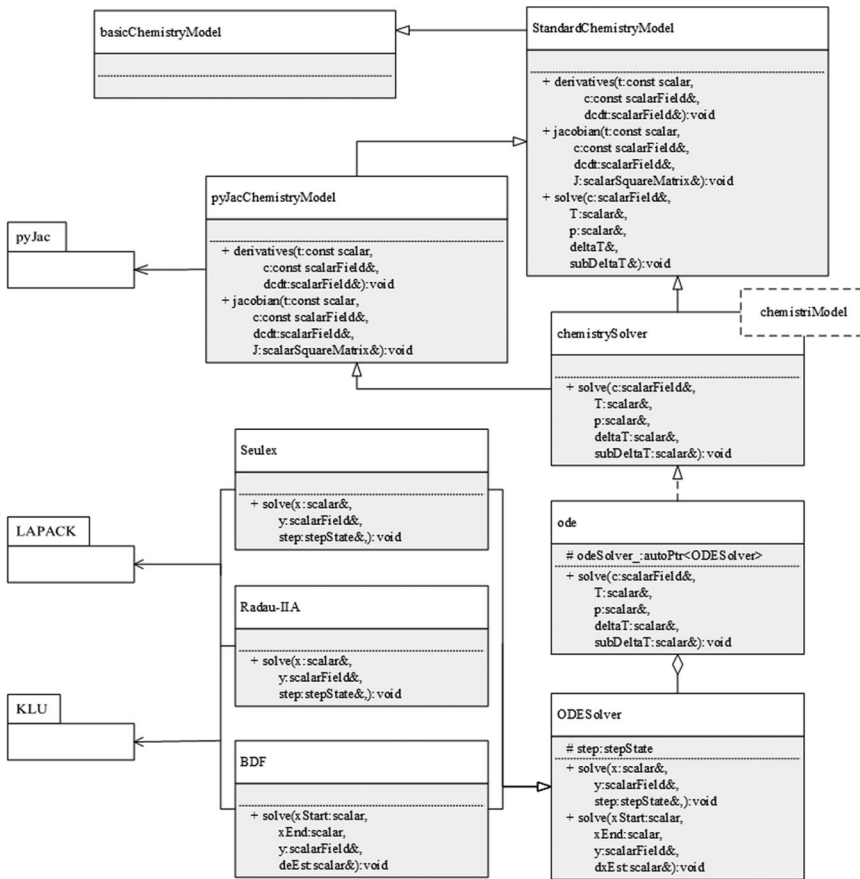 basicChemistryModel
StandardChemistryModel
+ derivatives(t:const scalar,
c:const scalarField&,
dcdt:scalarField&):void
+ jacobian(t:const scalar,
c:const scalarField&,
dcdt:scalarField&,
J:scalarSquareMatrix&):void
+ solve(c:scalarField&,
T:scalar&,
p:scalar&,
deltaT&,
subDeltaT&):void
pyJacChemistryModel
+ derivatives(t:const scalar,
c:const scalarField&,
dcdt:scalarField&):void
+ jacobian(t:const scalar,
c:const scalarField&,
dcdt:scalarField&,
J:scalarSquareMatrix&):void
pyJac
chemistriModel
chemistrySolver
+ solve(c:scalarField&,
T:scalar&,
p:scalar&,
deltaT:scalar&,
subDeltaT:scalar&):void
Seulex
+ solve(x:scalar&,
y:scalarField&,
step:stepState&,):void
LAPACK
ode
# odeSolver_:autoPtr<ODESolver>
+ solve(c:scalarField&,
T:scalar&,
p:scalar&,
deltaT:scalar&,
subDeltaT:scalar&):void
Radau-IIA
+ solve(x:scalar&,
y:scalarField&,
step:stepState&,):void
KLU
ODESolver
# step:stepState
+ solve(x:scalar&,
y:scalarField&,
step:stepState&,):void
+ solve(xStart:scalar,
xEnd:scalar,
y:scalarField&,
dxEst:scalar&):void
BDF
+ solve(xStart:scalar,
xEnd:scalar,
y:scalarField&,
deEst:scalar&):void